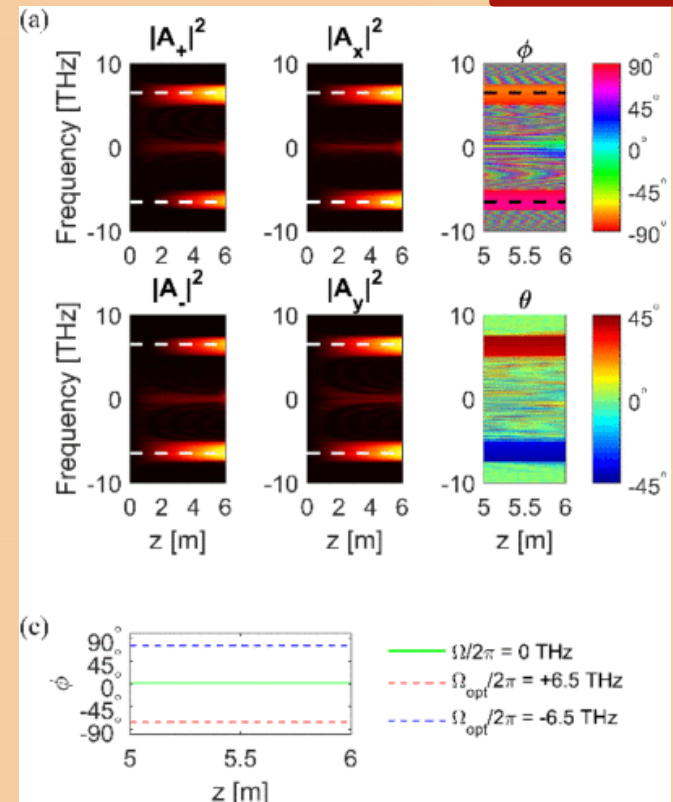 (a)
|A₊|² |Aₓ|² ϕ
Frequency [THz]
10
0
-10
10
0
-10
10
0
-10
90°
45°
0°
-45°
-90°
0 2 4 6
0 2 4 6
5 5.5 6
|A₋|² |A_y|² θ
Frequency [THz]
10
0
-10
10
0
-10
10
0
-10
45°
0°
-45°
0 2 4 6
0 2 4 6
5 5.5 6
z [m] z [m] z [m]
(c)
ϕ
90°
45°
0°
-45°
-90°
5 5.5 6
z [m]
Ω/2π = 0 THz
Ω_opt/2π = +6.5 THz
Ω_opt/2π = -6.5 THz